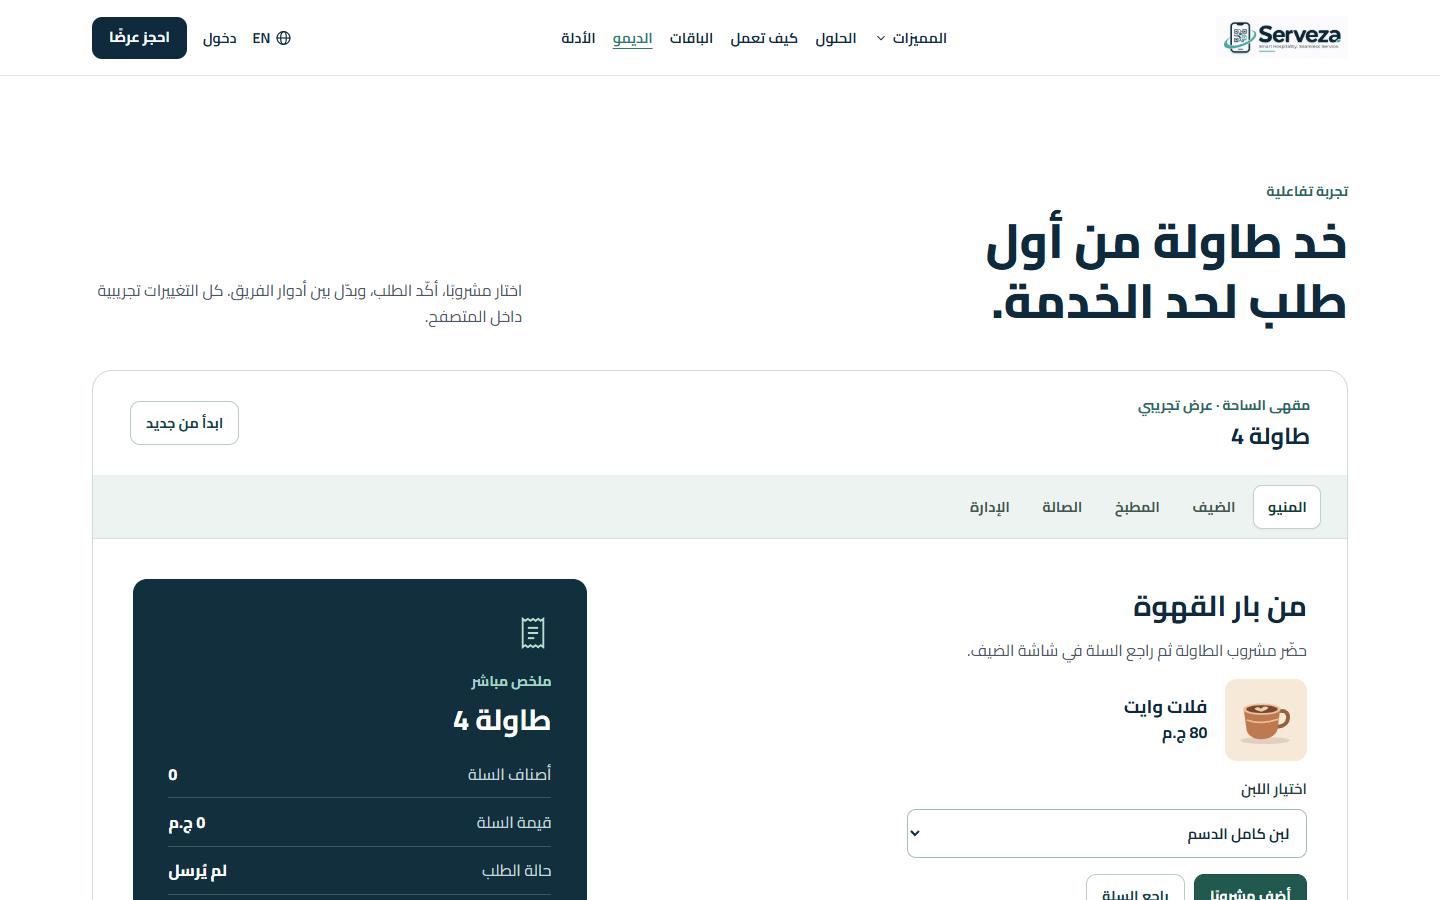 Serveza
Smart Hospitality. Seamless Service.
المميزات
الحلول
كيف تعمل
الباقات
الديمو
الأدلة
EN
دخول
احجز عرضًا
تجربة تفاعلية
خد طاولة من أول
طلب لحد الخدمة.
اختار مشروبًا، أكّد الطلب، وبدّل بين أدوار الفريق. كل التغييرات تجريبية
داخل المتصفح.
مقهى الساحة · عرض تجريبي
طاولة 4
ابدأ من جديد
المنيو
الضيف
المطبخ
الصالة
الإدارة
من بار القهوة
حضّر مشروب الطاولة ثم راجع السلة في شاشة الضيف.
فلات وايت
80 ج.م
اختيار اللبن
لبن كامل الدسم
أضف مشروبًا
راجع السلة
ملخص مباشر
طاولة 4
أصناف السلة 0
قيمة السلة 0 ج.م
حالة الطلب لم يُرسل